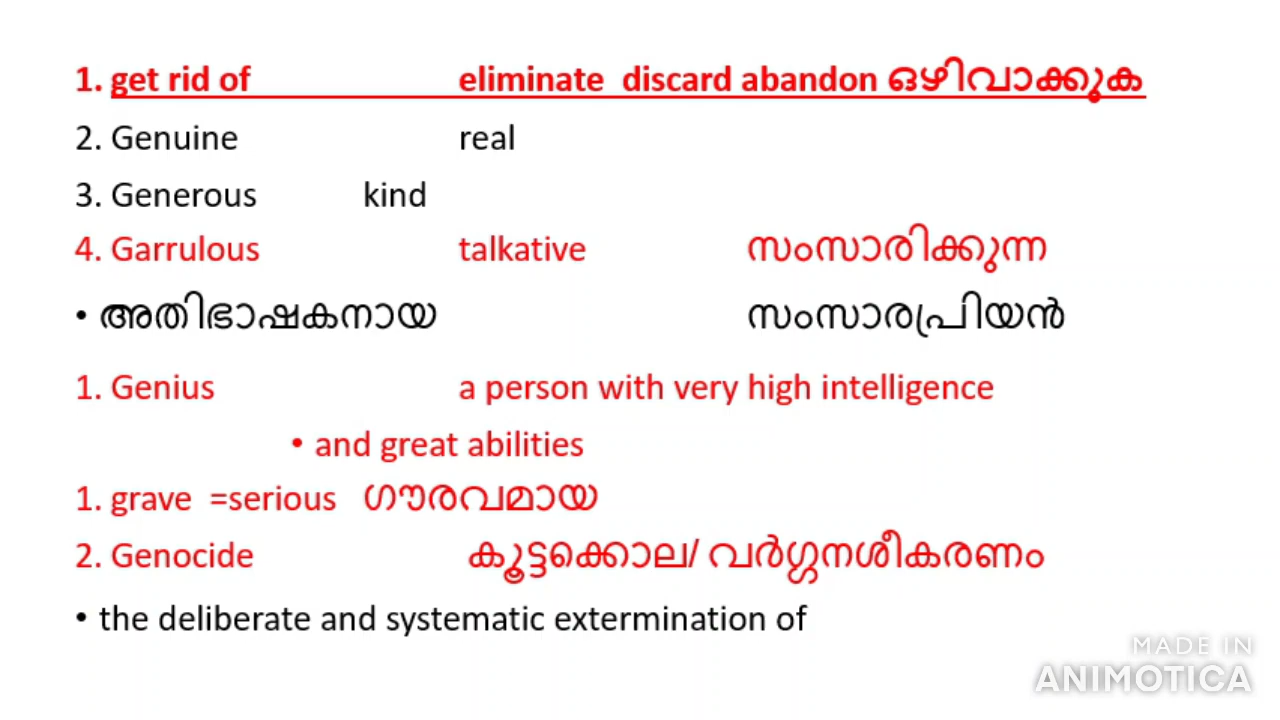 1. get rid of eliminate discard abandon ഒഴിവാക്കുക
2. Genuine real
3. Generous kind
4. Garrulous talkative സംസാരിക്കുന്ന
• അതിഭാഷകനായ സംസാരപ്രിയൻ
1. Genius a person with very high intelligence
• and great abilities
1. grave =serious ഗൗരവമായ
2. Genocide കൂട്ടക്കൊല/ വർഗ്ഗനശീകരണം
• the deliberate and systematic extermination of
MADE IN
ANIMOTICA